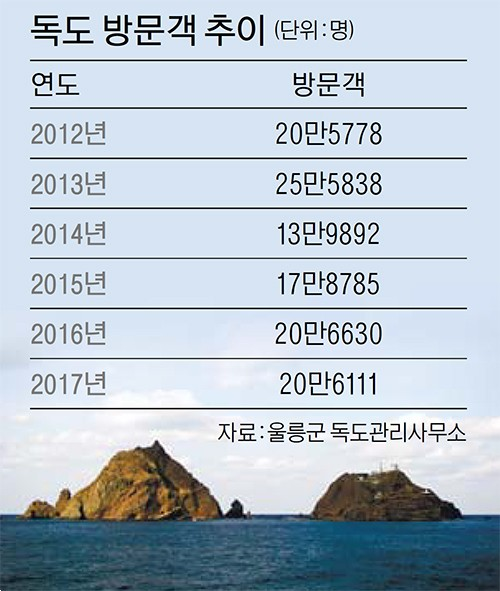 독도 방문객 추이 (단위:명)
연도 방문객
2012년 20만5778
2013년 25만5838
2014년 13만9892
2015년 17만8785
2016년 20만6630
2017년 20만6111
자료:울릉군 독도관리사무소